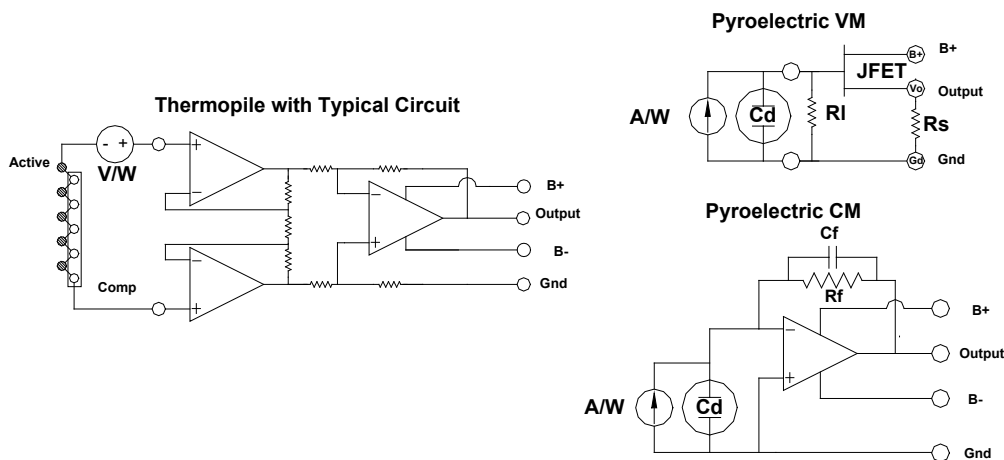 Thermopile with Typical Circuit
Active
- +
V/W
+
-
B+
-
Output
+
B-
-
Comp
+
Gnd
Pyroelectric VM
B+ B+
JFET
A/W
Cd
Rl
Vo Output
Rs
Gd Gnd
Pyroelectric CM
Cf
Rf
B+
-
Output
+
A/W
Cd
B-
Gnd